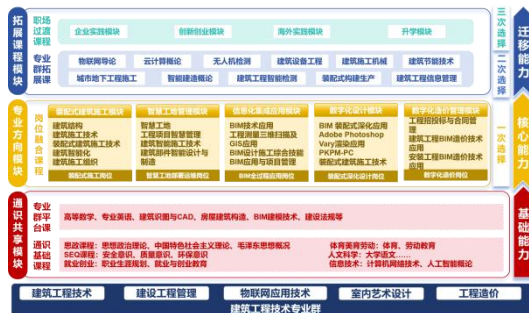 拓展课程模块
职场过渡课程
企业实践模块
创新创业模块
海外实践模块
升学模块
三次选择
迁移能力
专业群拓展课
物联网导论
云计算概论
无人机检测
建筑设备工程
建筑施工机械
建筑节能技术
城市地下工程施工
智能建造概论
建筑工程智能检测
装配式构建生产
建筑工程信息管理
二次选择
专业方向模块
岗位融合课程
装配式建筑施工模块
建筑结构
建筑施工技术
装配式建筑施工技术
建筑智能化
建筑施工组织
装配式施工岗位
智慧工地管理模块
智慧工地
工程项目智慧管理
建筑智能施工技术
建筑部件智能设计与
制造
智慧工地部署运维岗位
信息化集成应用模块
BIM技术应用
工程测量三维扫描及
GIS应用
BIM设计施工综合技能
BIM应用与项目管理
BIM全过程应用岗位
数字化设计模块
BIM 装配式深化应用
Adobe Photoshop
Vary渲染应用
PKPM-PC
装配式建筑施工技术
装配式深化设计岗位
数字化造价管理模块
工程招投标与合同管
理
建筑工程BIM造价技术应
用
安装工程BIM造价技术应
用
数字化造价岗位
一次选择
核心能力
通识共享模块
专业群平台课
高等数学、专业英语、建筑识图与CAD、房屋建筑构造、BIM建模技术、建设法规等
通识基础课程
思政课程：思想政治理论、中国特色社会主义理论、毛泽东思想概况
SEQ课程：安全意识、质量意识、环保意识
就业创业：职业生涯规划、就业与创业教育
体育美育劳动：体育、劳动教育
人文科学：大学语文……
信息技术：计算机网络技术、人工智能概论
基础能力
建筑工程技术
建设工程管理
物联网应用技术
室内艺术设计
工程造价
建筑工程技术专业群